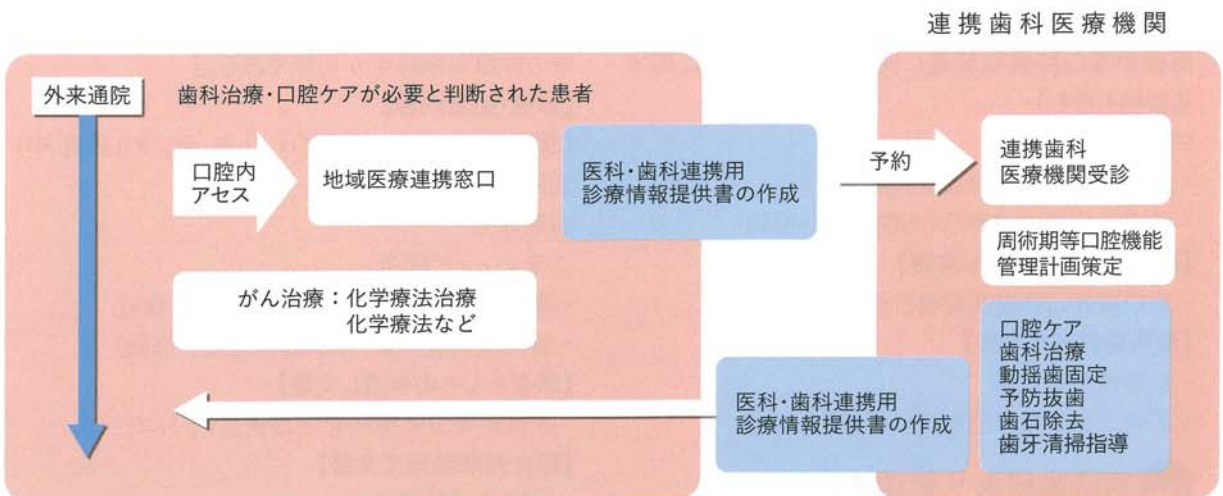 連携歯科医療機関
外来通院
歯科治療・口腔ケアが必要と判断された患者
口腔内
アセス
地域医療連携窓口
医科・歯科連携用
診療情報提供書の作成
予約
連携歯科
医療機関受診
周術期等口腔機能
管理計画策定
がん治療：化学療法治療
化学療法など
口腔ケア
歯科治療
動揺歯固定
予防抜歯
歯石除去
歯牙清掃指導
医科・歯科連携用
診療情報提供書の作成